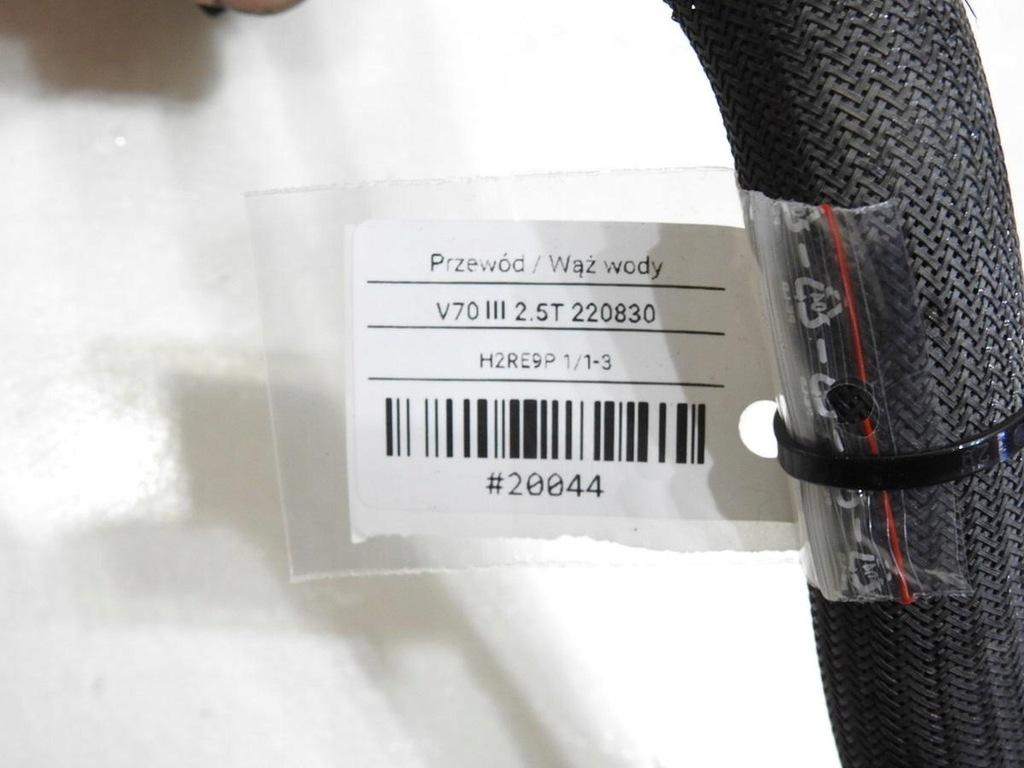 Przewód / Wąż wody
V70 III 2.5T 220830
H2RE9P 1/1-3
#20044